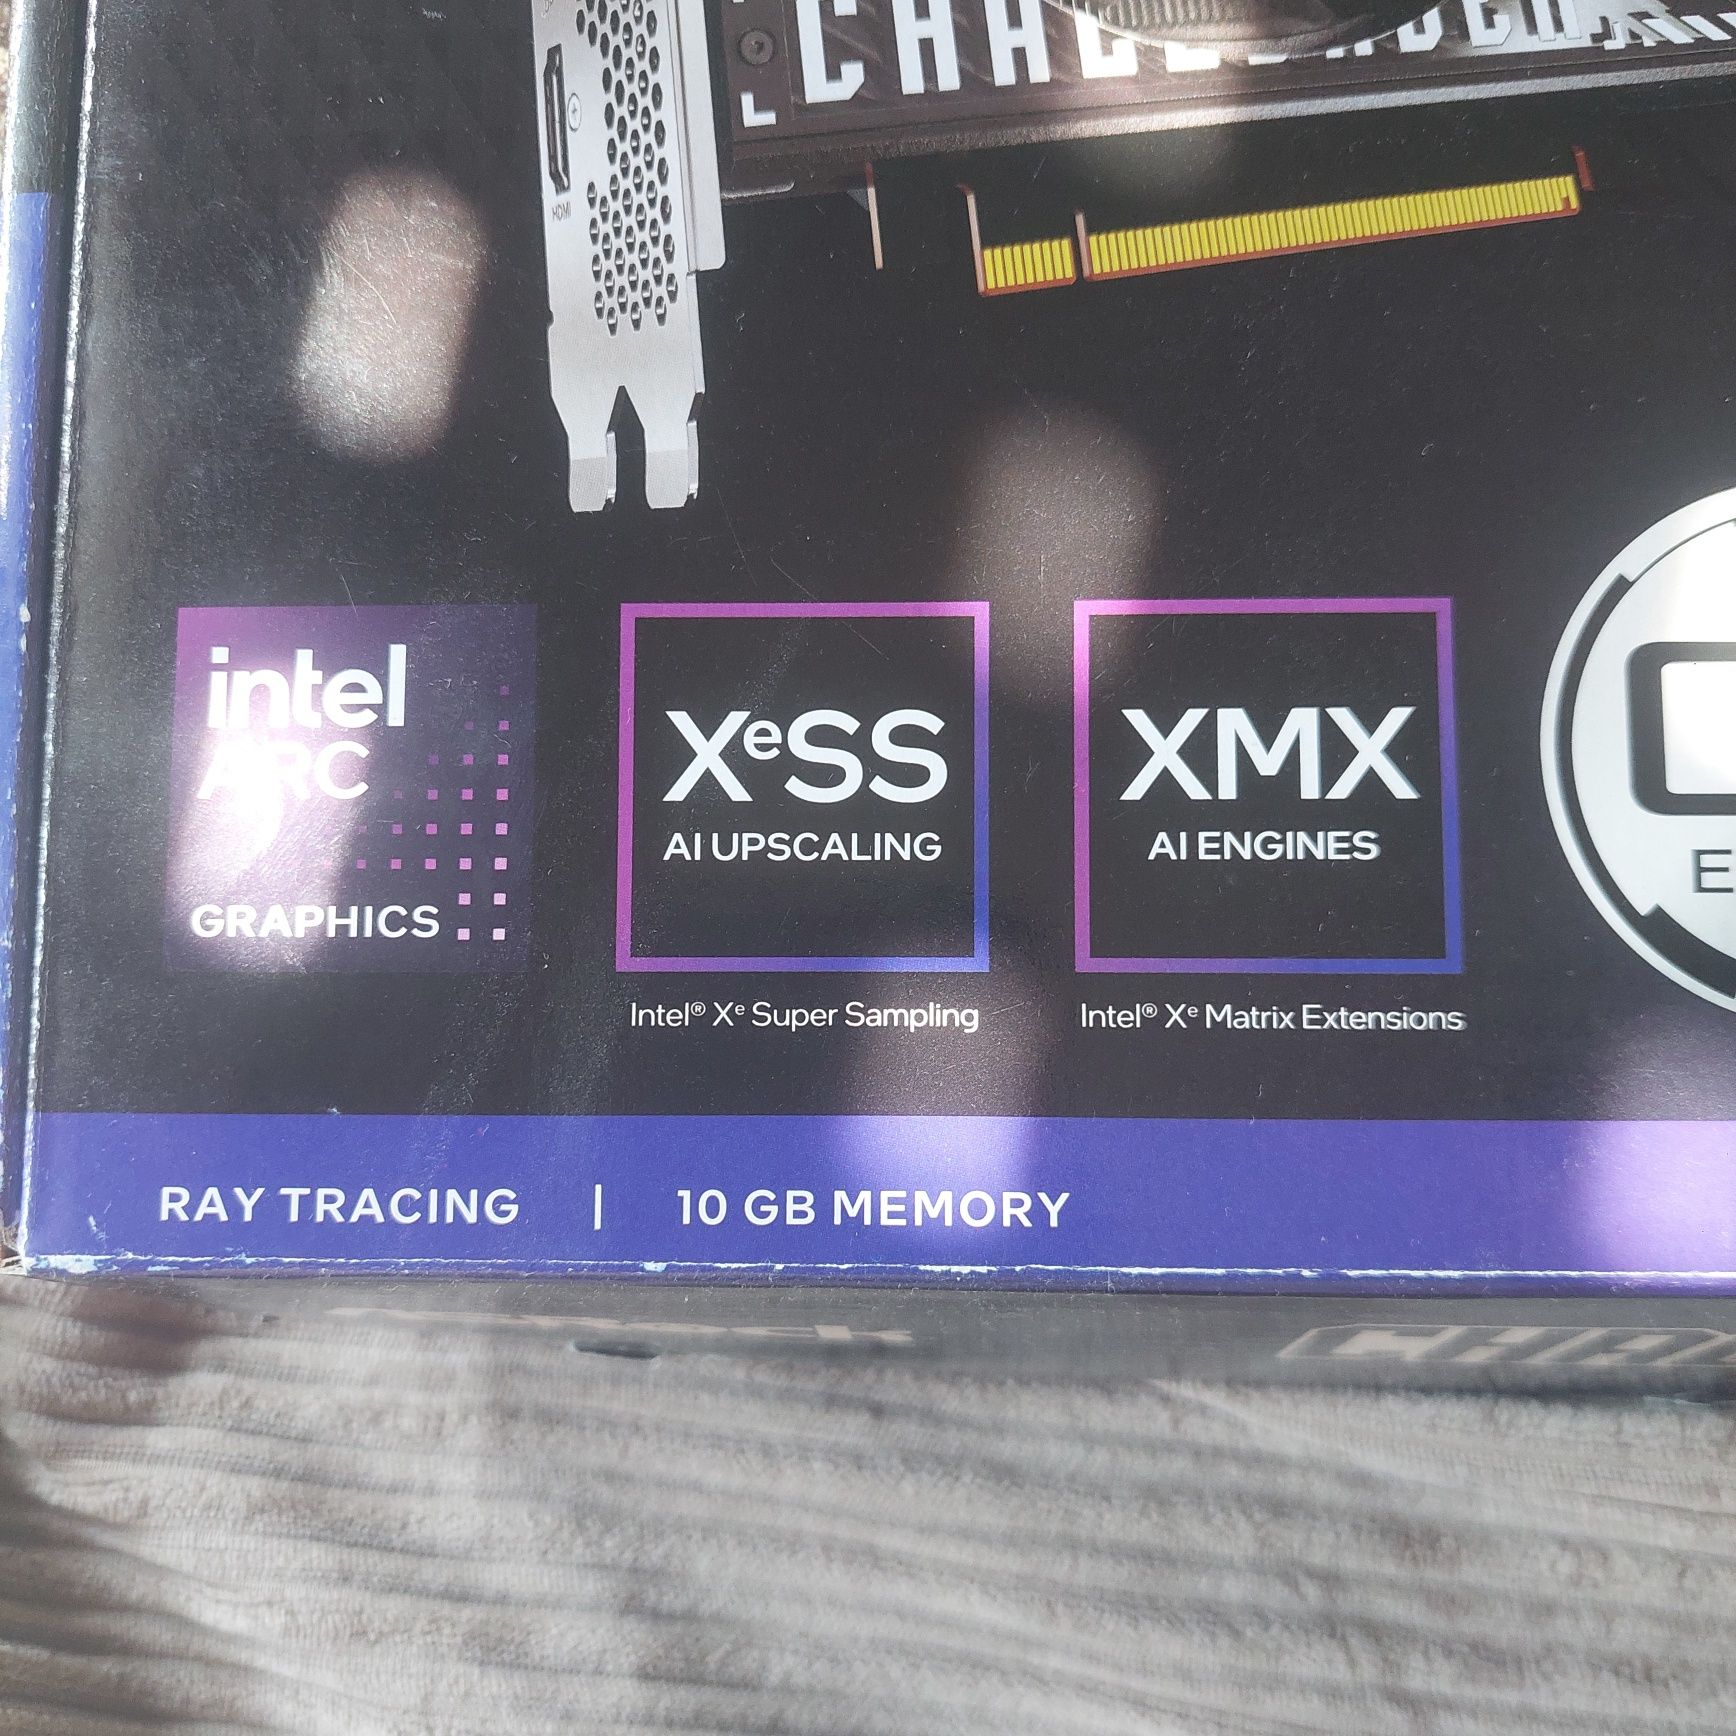 HDMI
intel
ARC
GRAPHICS
XeSS
AI UPSCALING
Intel® Xe Super Sampling
XMX
AI ENGINES
Intel® Xe Matrix Extensions
RAY TRACING | 10 GB MEMORY